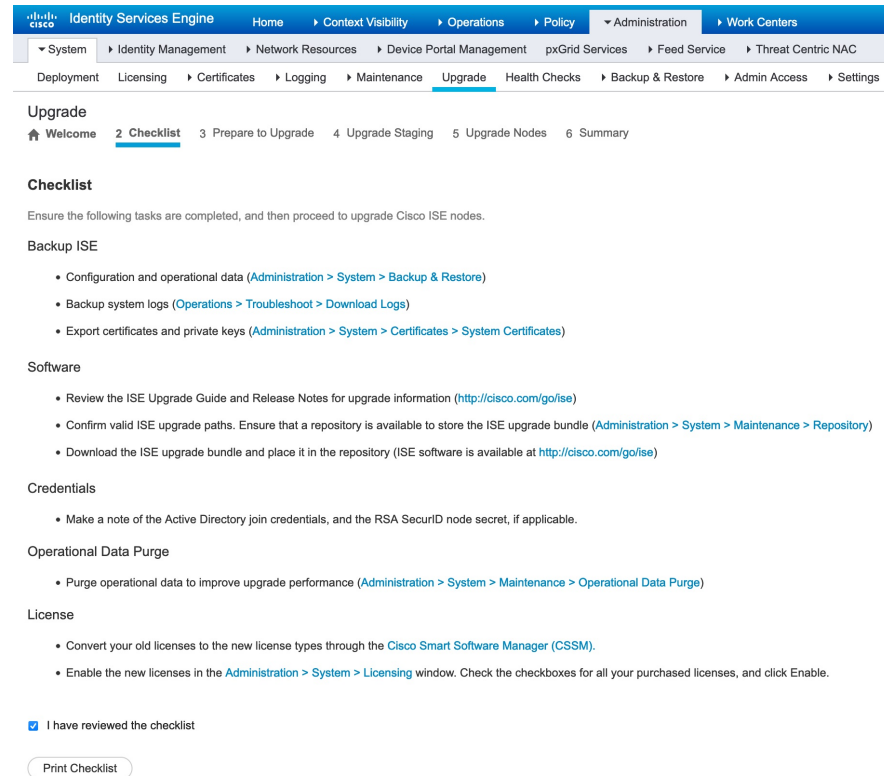 cisco Identity Services Engine Home Context Visibility Operations Policy Administration Work Centers
System Identity Management Network Resources Device Portal Management pxGrid Services Feed Service Threat Centric NAC
Deployment Licensing Certificates Logging Maintenance Upgrade Health Checks Backup & Restore Admin Access Settings
Upgrade
Welcome 2 Checklist 3 Prepare to Upgrade 4 Upgrade Staging 5 Upgrade Nodes 6 Summary
Checklist
Ensure the following tasks are completed, and then proceed to upgrade Cisco ISE nodes.
Backup ISE
• Configuration and operational data (Administration > System > Backup & Restore)
• Backup system logs (Operations > Troubleshoot > Download Logs)
• Export certificates and private keys (Administration > System > Certificates > System Certificates)
Software
• Review the ISE Upgrade Guide and Release Notes for upgrade information (http://cisco.com/go/ise)
• Confirm valid ISE upgrade paths. Ensure that a repository is available to store the ISE upgrade bundle (Administration > System > Maintenance > Repository)
• Download the ISE upgrade bundle and place it in the repository (ISE software is available at http://cisco.com/go/ise)
Credentials
• Make a note of the Active Directory join credentials, and the RSA SecurID node secret, if applicable.
Operational Data Purge
• Purge operational data to improve upgrade performance (Administration > System > Maintenance > Operational Data Purge)
License
• Convert your old licenses to the new license types through the Cisco Smart Software Manager (CSSM).
• Enable the new licenses in the Administration > System > Licensing window. Check the checkboxes for all your purchased licenses, and click Enable.
I have reviewed the checklist
Print Checklist